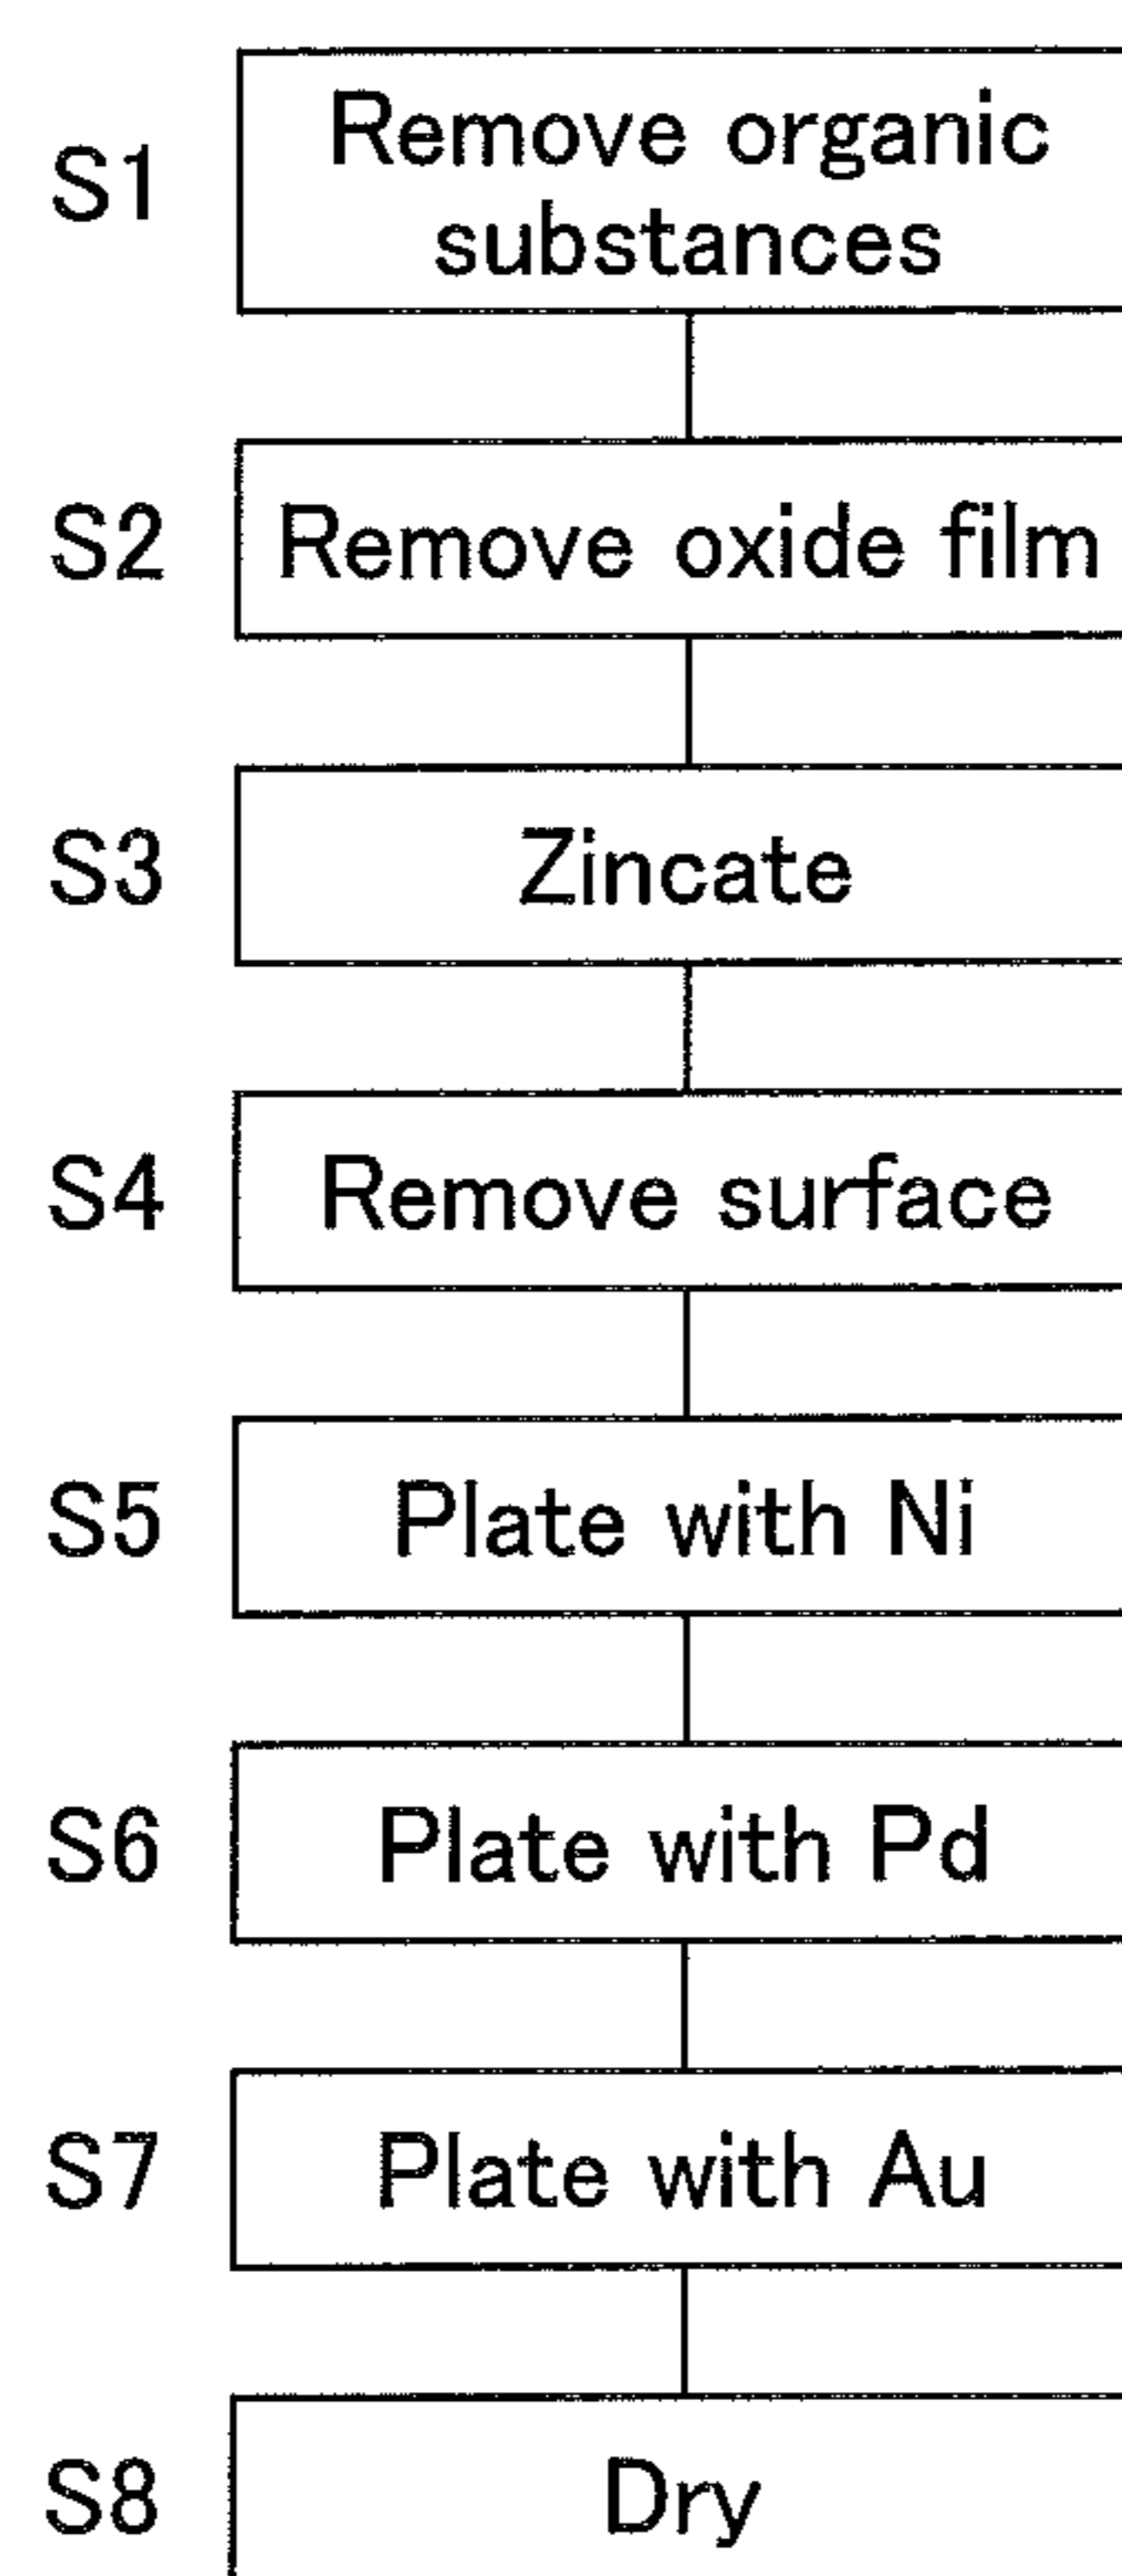 S1 Remove organic
substances
S2 Remove oxide film
S3 Zincate
S4 Remove surface
S5 Plate with Ni
S6 Plate with Pd
S7 Plate with Au
S8 Dry